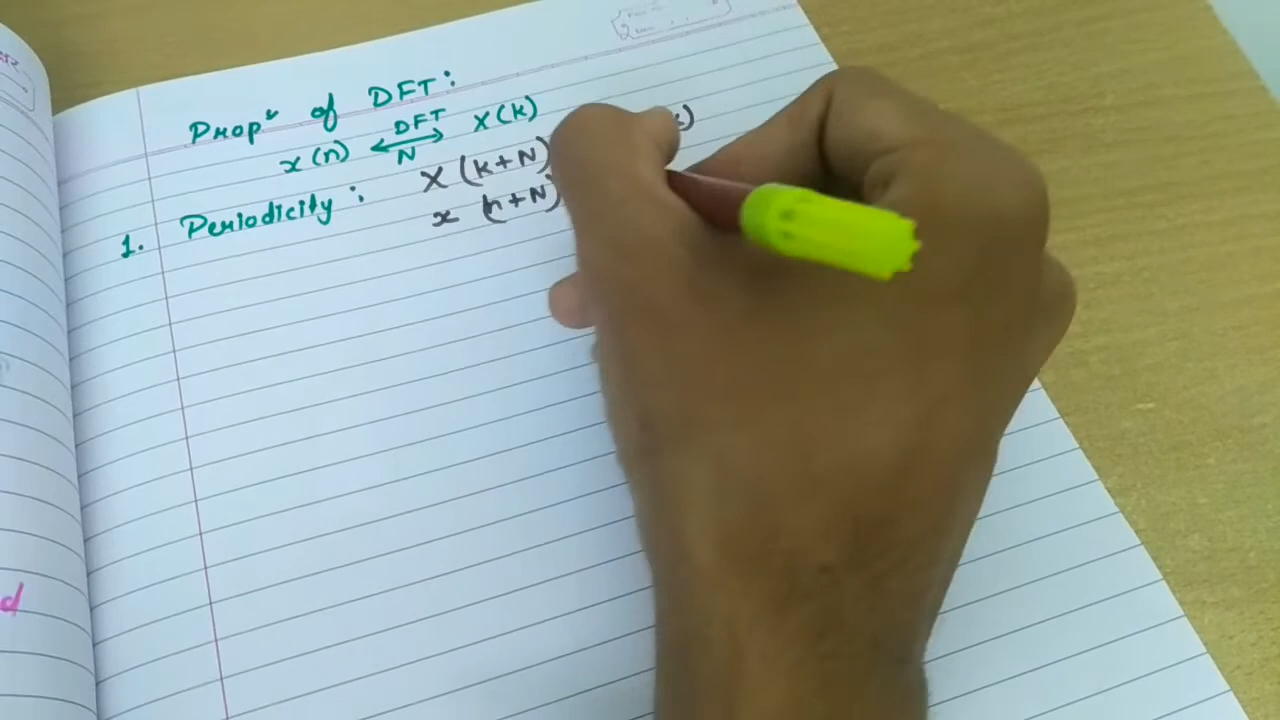 Propr of DFT:
x(n) DFT ⟷ N X(k)
1. Periodicity: X(k+N)
x(n+N)
d